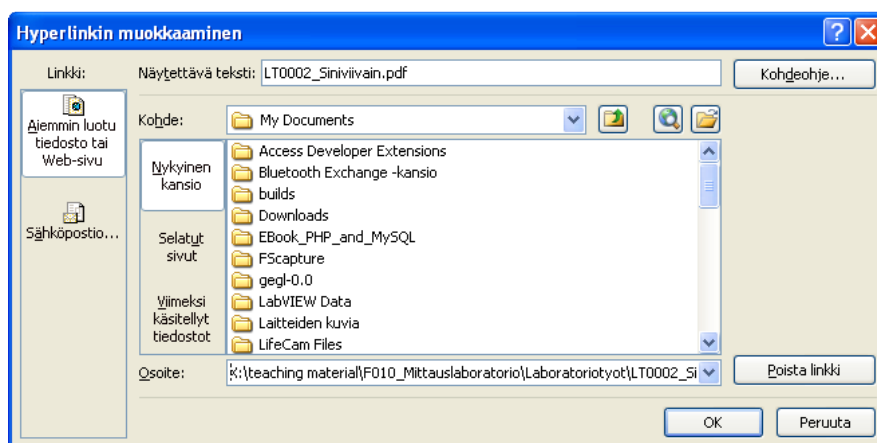 Hyperlinkin muokkaaminen
Linkki:
Näytettävä teksti: LT0002_Siniviivain.pdf
Kohdeohje...
Aiemmin luotu
tiedosto tai
Web-sivu
Sähköpostio...
Kohde:
My Documents
Nykyinen
kansio
Selatut
sivut
Viimeksi
käsitellyt
tiedostot
Access Developer Extensions
Bluetooth Exchange -kansio
builds
Downloads
EBook_PHP_and_MySQL
FScapture
gegl-0.0
LabVIEW Data
Laitteiden kuvia
LifeCam Files
Osoite:
K:\teaching material\F010_Mittauslaboratorio\Laboratoriotyot\LT0002_Si
Poista linkki
OK
Peruuta